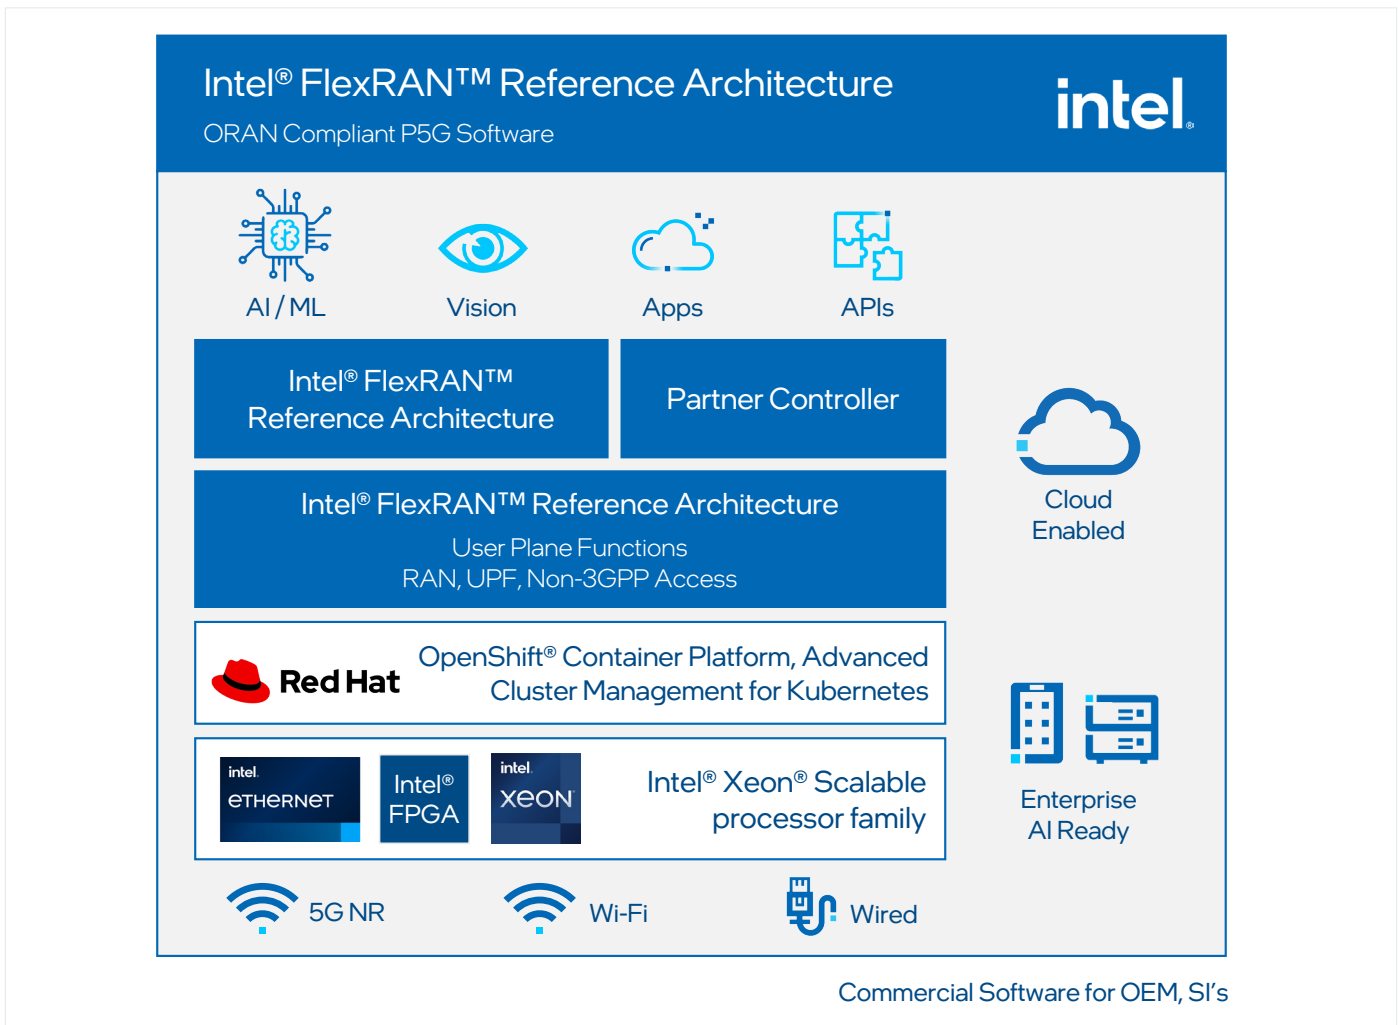 Intel® FlexRAN™ Reference Architecture
ORAN Compliant P5G Software
intel®
AI / ML
Vision
Apps
APIs
Intel® FlexRAN™
Reference Architecture
Partner Controller
Intel® FlexRAN™ Reference Architecture
User Plane Functions
RAN, UPF, Non-3GPP Access
Cloud
Enabled
Red Hat
OpenShift® Container Platform, Advanced
Cluster Management for Kubernetes
intel.
ETHERNET
Intel®
FPGA
intel.
XEON
Intel® Xeon® Scalable
processor family
Enterprise
AI Ready
5G NR
Wi-Fi
Wired
Commercial Software for OEM, SI's